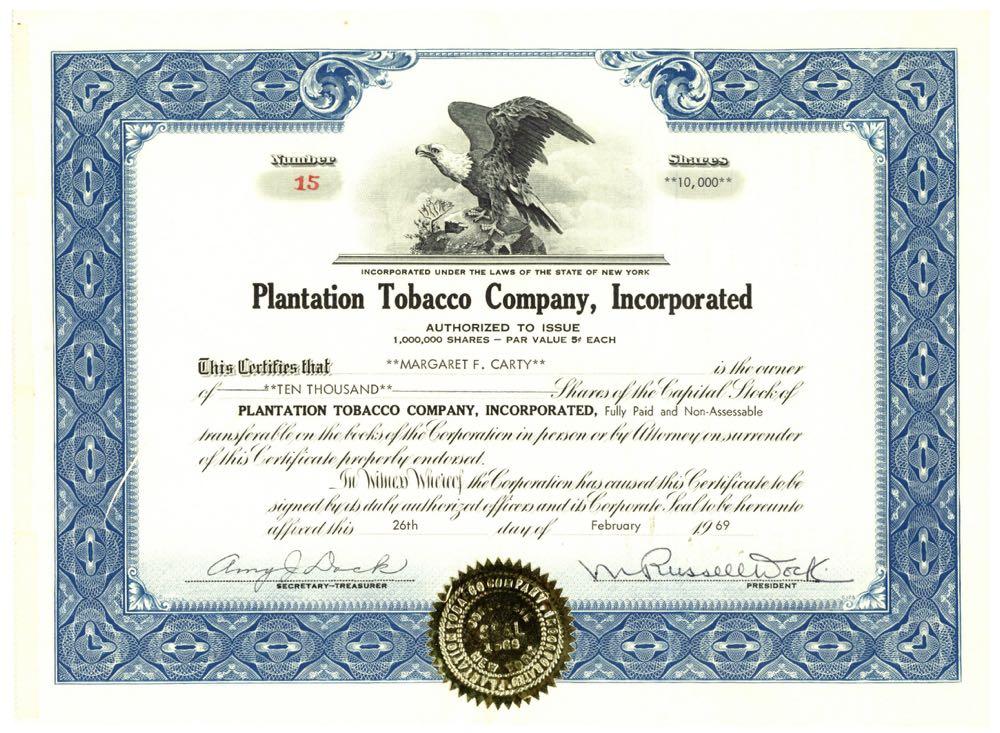 Number
15
Shares
**10,000**
INCORPORATED UNDER THE LAWS OF THE STATE OF NEW YORK
Plantation Tobacco Company, Incorporated
AUTHORIZED TO ISSUE
1,000,000 SHARES – PAR VALUE 5¢ EACH
This Certifies that **MARGARET F. CARTY** is the owner
of **TEN THOUSAND** Shares of the Capital Stock of
PLANTATION TOBACCO COMPANY, INCORPORATED, Fully Paid and Non-Assessable
transferable on the books of the Corporation in person or by Attorney on surrender
of this Certificate properly endorsed.
In Witness Whereof the Corporation has caused this Certificate to be
signed by its duly authorized officers and its Corporate Seal to be hereunto
affixed this 26th day of February 1969
Amy J Dock
SECRETARY–TREASURER
M Russell Dock
PRESIDENT